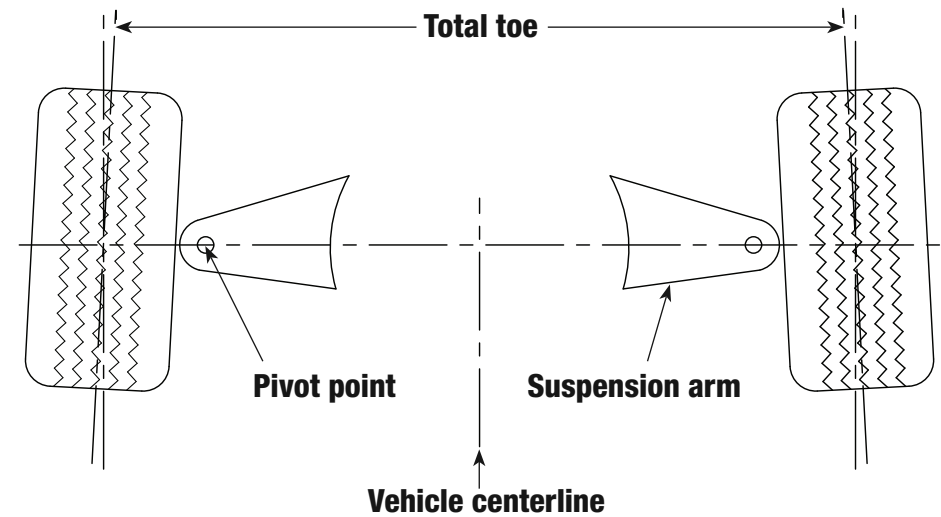 Total toe
Pivot point
Suspension arm
Vehicle centerline